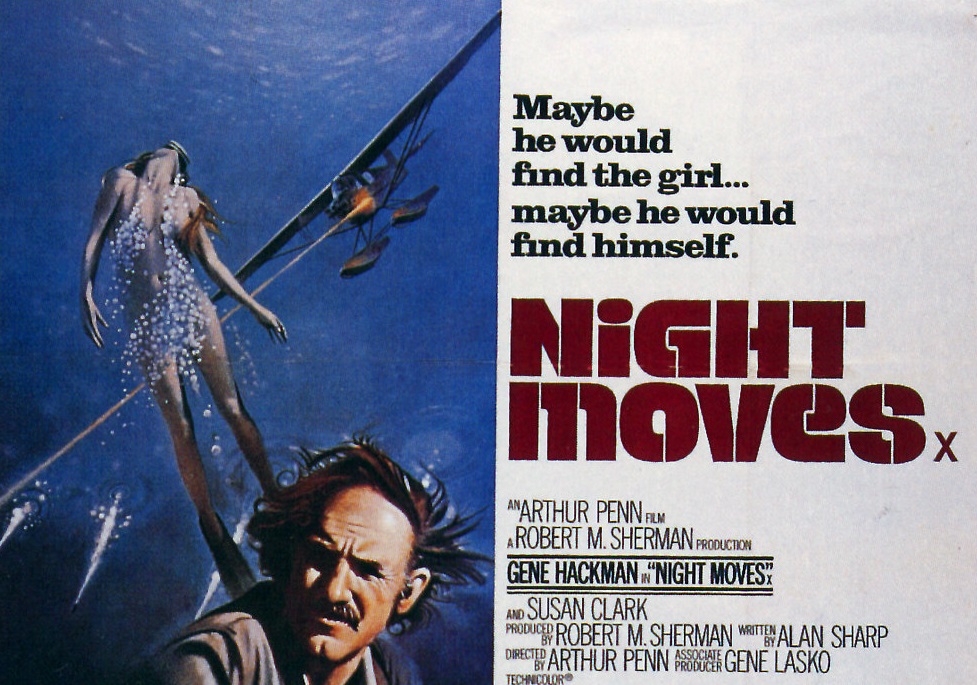 Maybe
he would
find the girl...
maybe he would
find himself.
NiGHT
moves x
AN ARTHUR PENN FILM
A ROBERT M. SHERMAN PRODUCTION
GENE HACKMAN IN "NIGHT MOVES" x
AND SUSAN CLARK
PRODUCED BY ROBERT M. SHERMAN WRITTEN BY ALAN SHARP
DIRECTED BY ARTHUR PENN ASSOCIATE PRODUCER GENE LASKO
TECHNICOLOR®